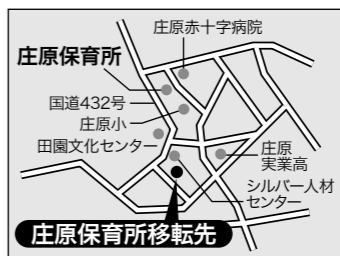 庄原赤十字病院
庄原保育所
国道432号
庄原小
田園文化センター
庄原
実業高
シルバー人材
センター
庄原保育所移転先